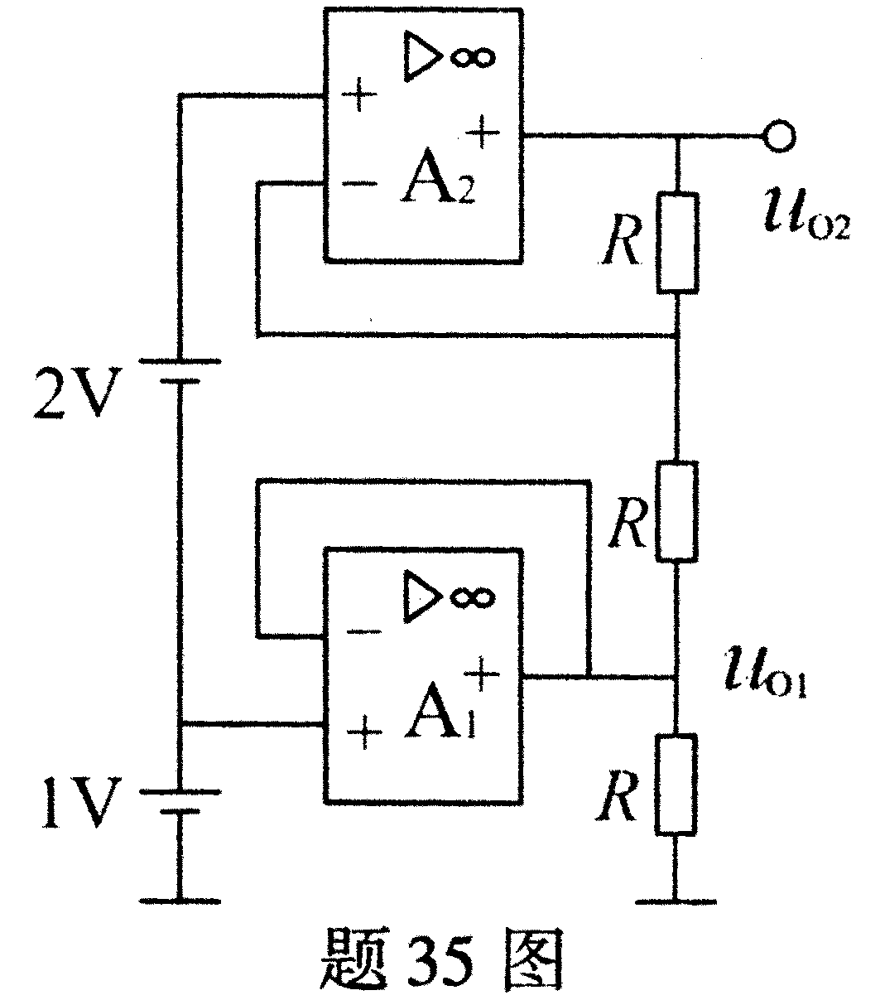 ▷∞
+
+
−
A2
uO2
R
2V
R
▷∞
−
+
A1
+
uO1
1V
R
题 35 图